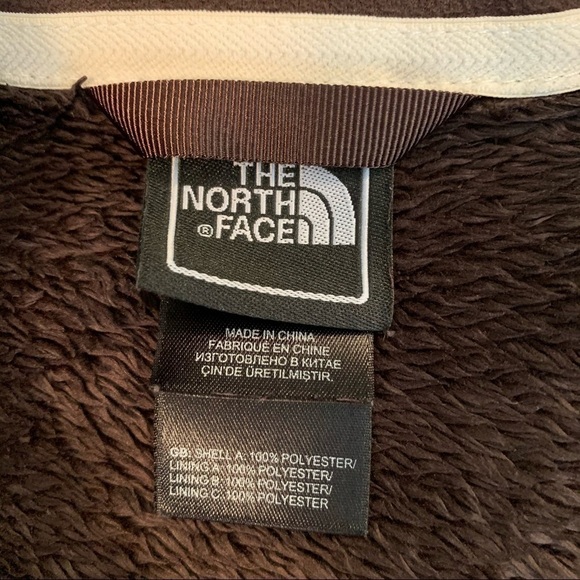 THE
NORTH
® FACE
MADE IN CHINA
FABRIQUÉ EN CHINE
ИЗГОТОВЛЕНО В КИТАЕ
ÇIN'DE ÜRETILMIŞTIR.
GB: SHELL A: 100% POLYESTER/
LINING A: 100% POLYESTER/
LINING B: 100% POLYESTER/
LINING C: 100% POLYESTER